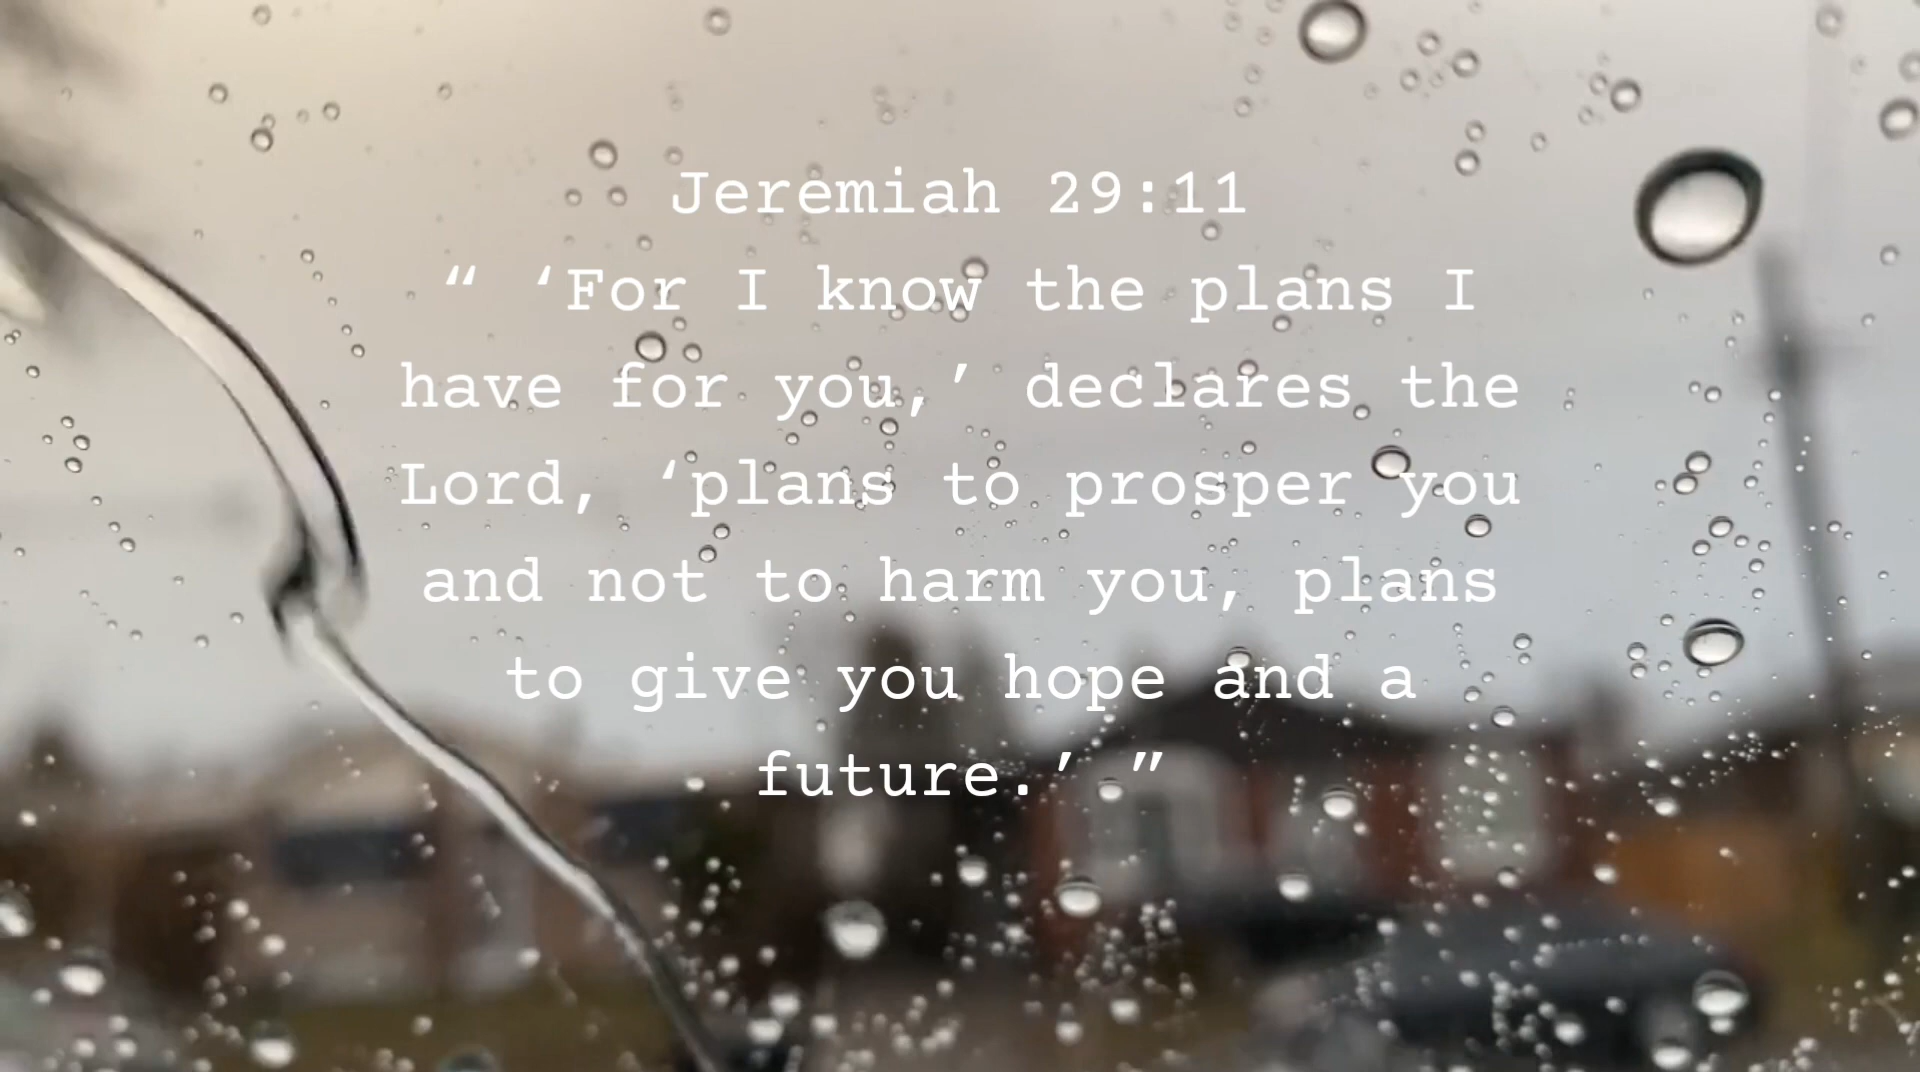 Jeremiah 29:11
“ ‘For I know the plans I
have for you,’ declares the
Lord, ‘plans to prosper you
and not to harm you, plans
to give you hope and a
future.’ ”